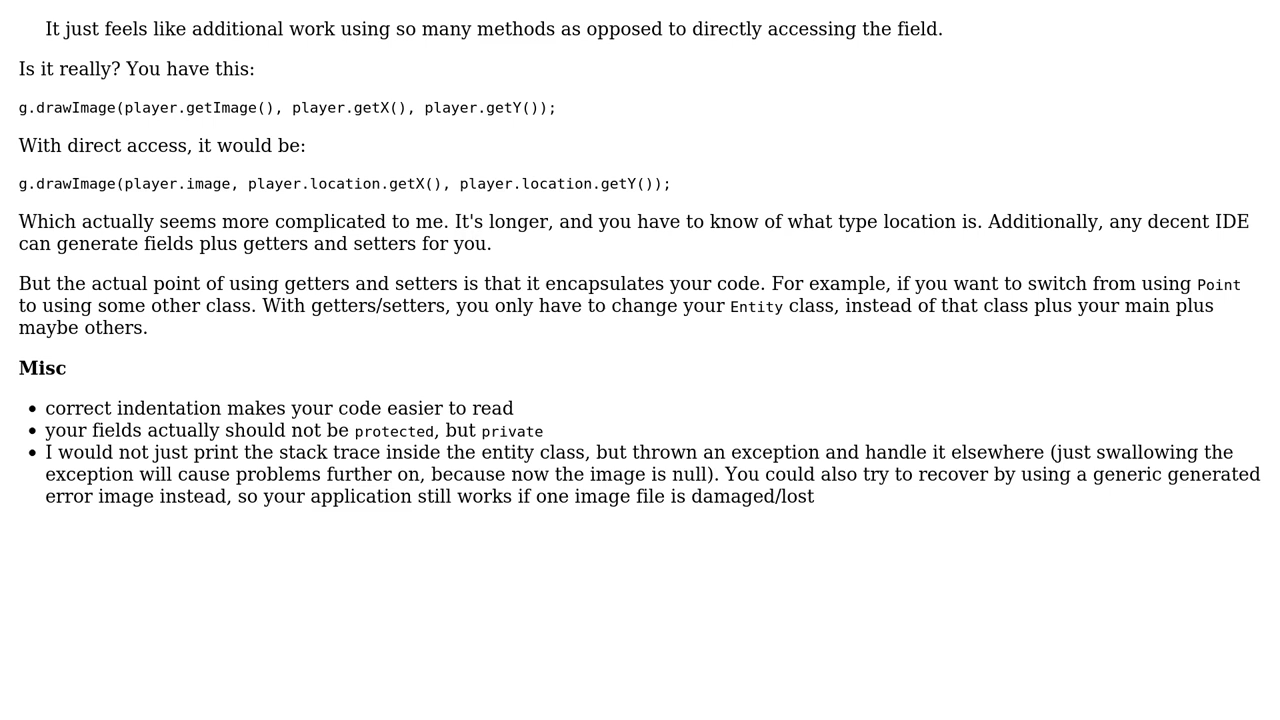 It just feels like additional work using so many methods as opposed to directly accessing the field.
Is it really? You have this:
g.drawImage(player.getImage(), player.getX(), player.getY());
With direct access, it would be:
g.drawImage(player.image, player.location.getX(), player.location.getY());
Which actually seems more complicated to me. It's longer, and you have to know of what type location is. Additionally, any decent IDE
can generate fields plus getters and setters for you.
But the actual point of using getters and setters is that it encapsulates your code. For example, if you want to switch from using Point
to using some other class. With getters/setters, you only have to change your Entity class, instead of that class plus your main plus
maybe others.
Misc
• correct indentation makes your code easier to read
• your fields actually should not be protected, but private
• I would not just print the stack trace inside the entity class, but thrown an exception and handle it elsewhere (just swallowing the
exception will cause problems further on, because now the image is null). You could also try to recover by using a generic generated
error image instead, so your application still works if one image file is damaged/lost